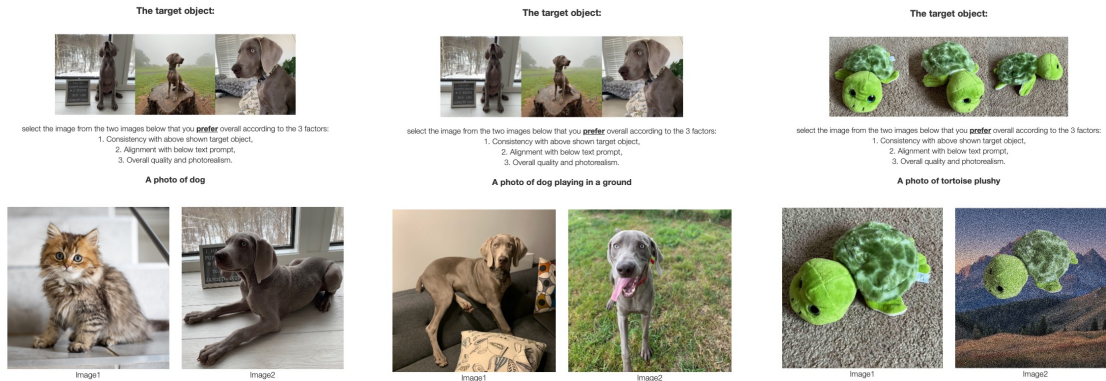 The target object:
select the image from the two images below that you prefer overall according to the 3 factors:
1. Consistency with above shown target object,
2. Alignment with below text prompt,
3. Overall quality and photorealism.
A photo of dog
Image1
Image2
The target object:
select the image from the two images below that you prefer overall according to the 3 factors:
1. Consistency with above shown target object,
2. Alignment with below text prompt,
3. Overall quality and photorealism.
A photo of dog playing in a ground
Image1
Image2
The target object:
select the image from the two images below that you prefer overall according to the 3 factors:
1. Consistency with above shown target object,
2. Alignment with below text prompt,
3. Overall quality and photorealism.
A photo of tortoise plushy
Image1
Image2